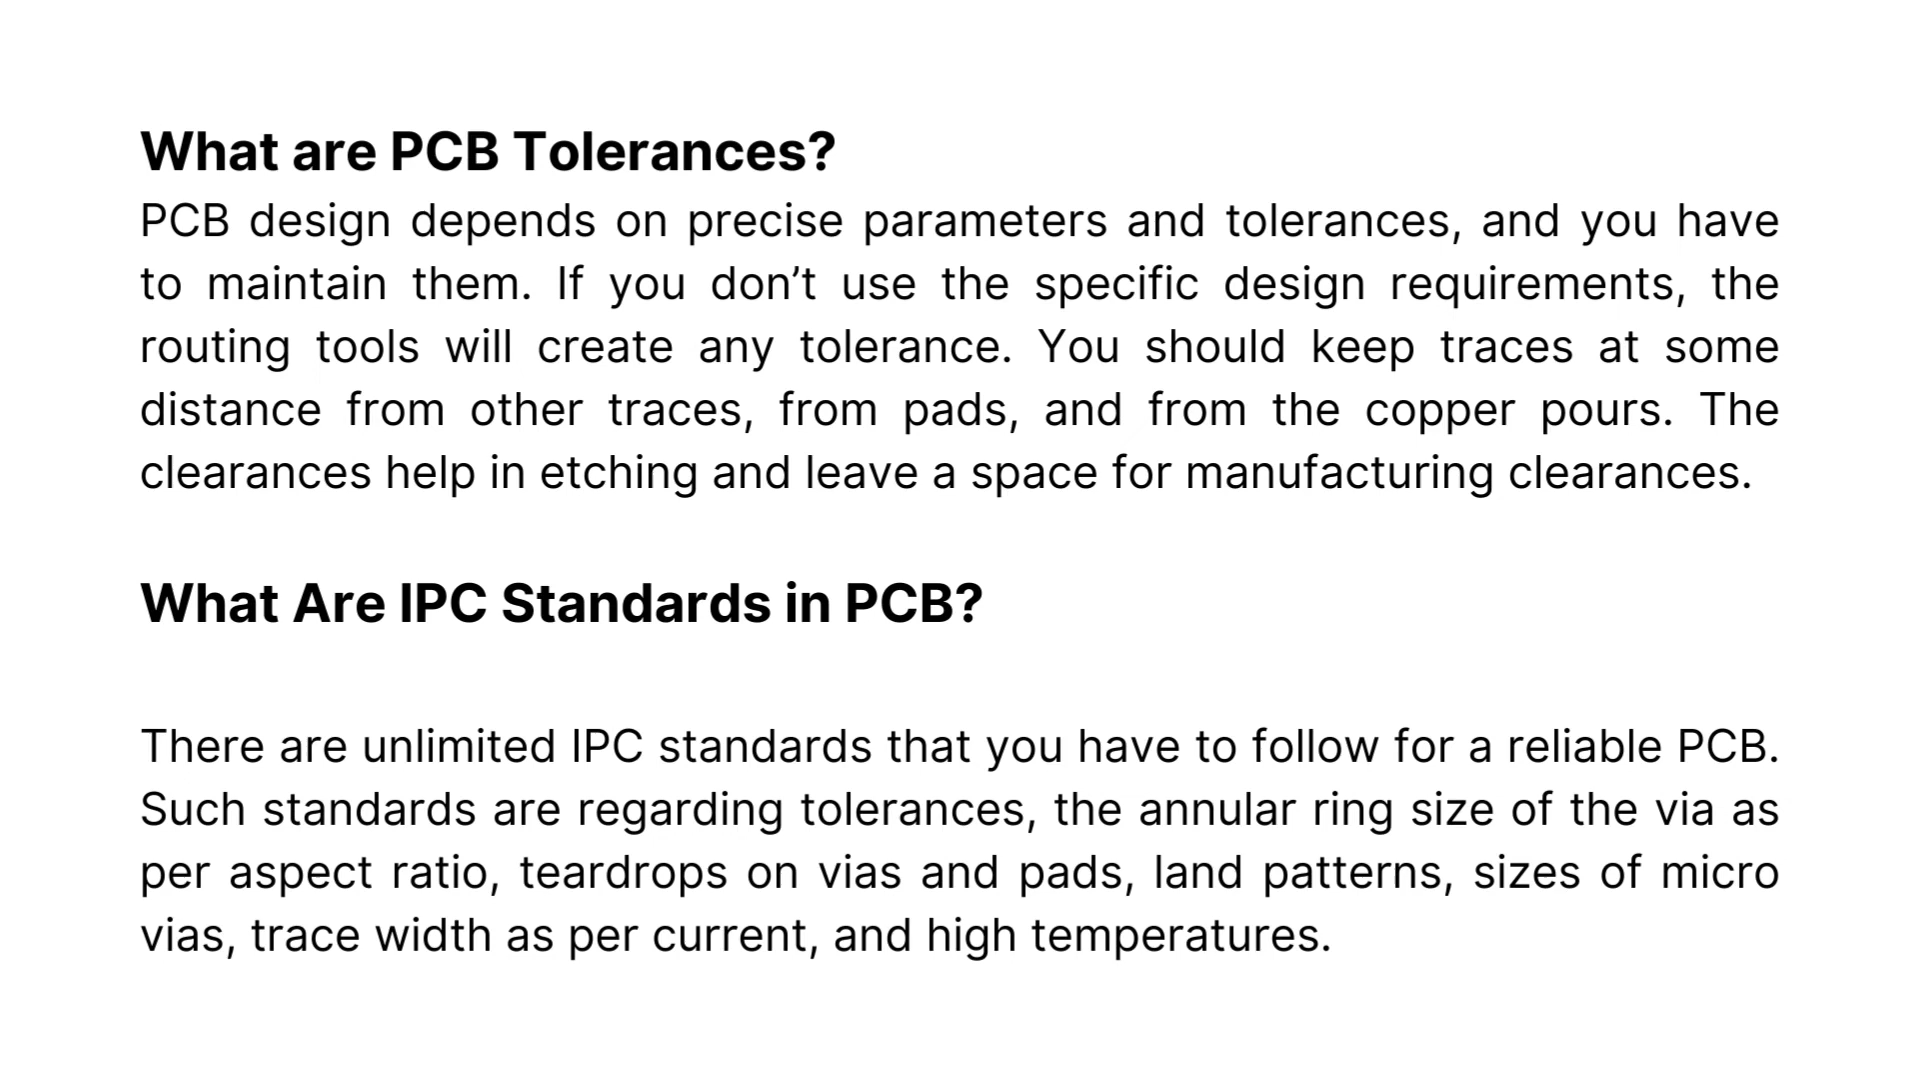 What are PCB Tolerances?
PCB design depends on precise parameters and tolerances, and you have
to maintain them. If you don’t use the specific design requirements, the
routing tools will create any tolerance. You should keep traces at some
distance from other traces, from pads, and from the copper pours. The
clearances help in etching and leave a space for manufacturing clearances.
What Are IPC Standards in PCB?
There are unlimited IPC standards that you have to follow for a reliable PCB.
Such standards are regarding tolerances, the annular ring size of the via as
per aspect ratio, teardrops on vias and pads, land patterns, sizes of micro
vias, trace width as per current, and high temperatures.